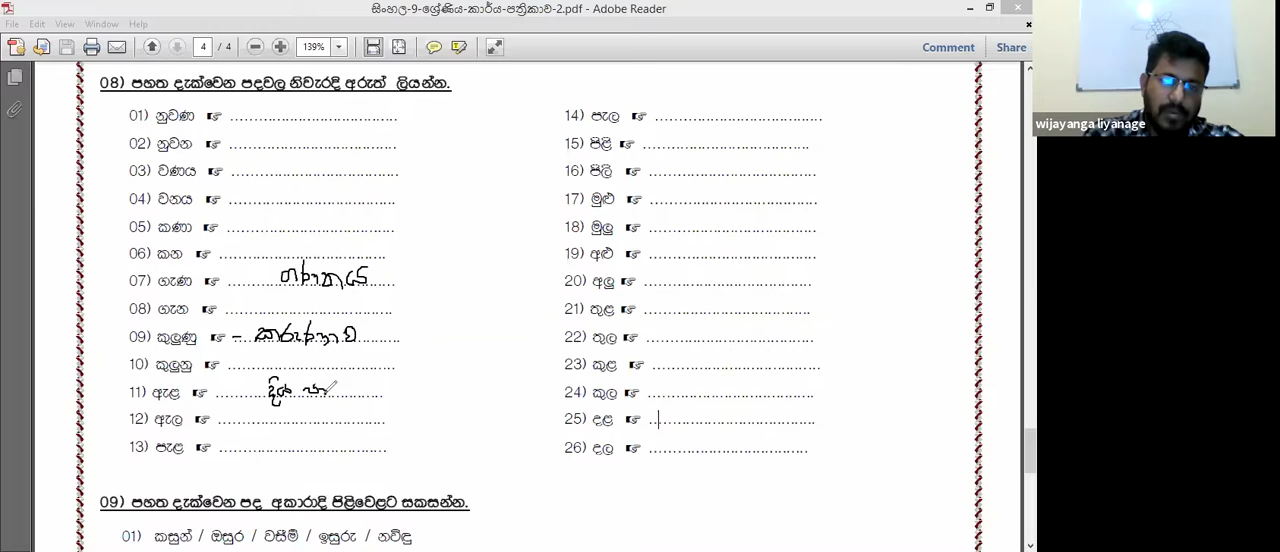 සිංහල-9-ශ්‍රේණිය-කාර්ය-පත්‍රිකාව-2.pdf - Adobe Reader
File Edit View Window Help
4 / 4 139% Comment Share
wijayanga liyanage
08) පහත දැක්වෙන පදවල නිවැරදි අරුත් ලියන්න.
01) නුවණ ☞ ....................................
02) නුවන ☞ ....................................
03) වණය ☞ ....................................
04) වනය ☞ ....................................
05) කණා ☞ ....................................
06) කන ☞ ....................................
07) ගැණ ☞ ....................................
08) ගැන ☞ ....................................
09) කුලුණු ☞ ....................................
10) කුලුනු ☞ ....................................
11) ඇළ ☞ දිය ....................................
12) ඇල ☞ ....................................
13) පැළ ☞ ....................................
14) පැල ☞ ....................................
15) පිළි ☞ ....................................
16) පිලි ☞ ....................................
17) මුළු ☞ ....................................
18) මුලු ☞ ....................................
19) අළු ☞ ....................................
20) අලු ☞ ....................................
21) තුළ ☞ ....................................
22) තුල ☞ ....................................
23) කුළ ☞ ....................................
24) කුල ☞ ....................................
25) දළ ☞ ....................................
26) දල ☞ ....................................
09) පහත දැක්වෙන පද අකාරාදි පිළිවෙළට සකසන්න.
01) කසුන් / ඔසුර / වසීම් / ඉසුරු / නවිඳු